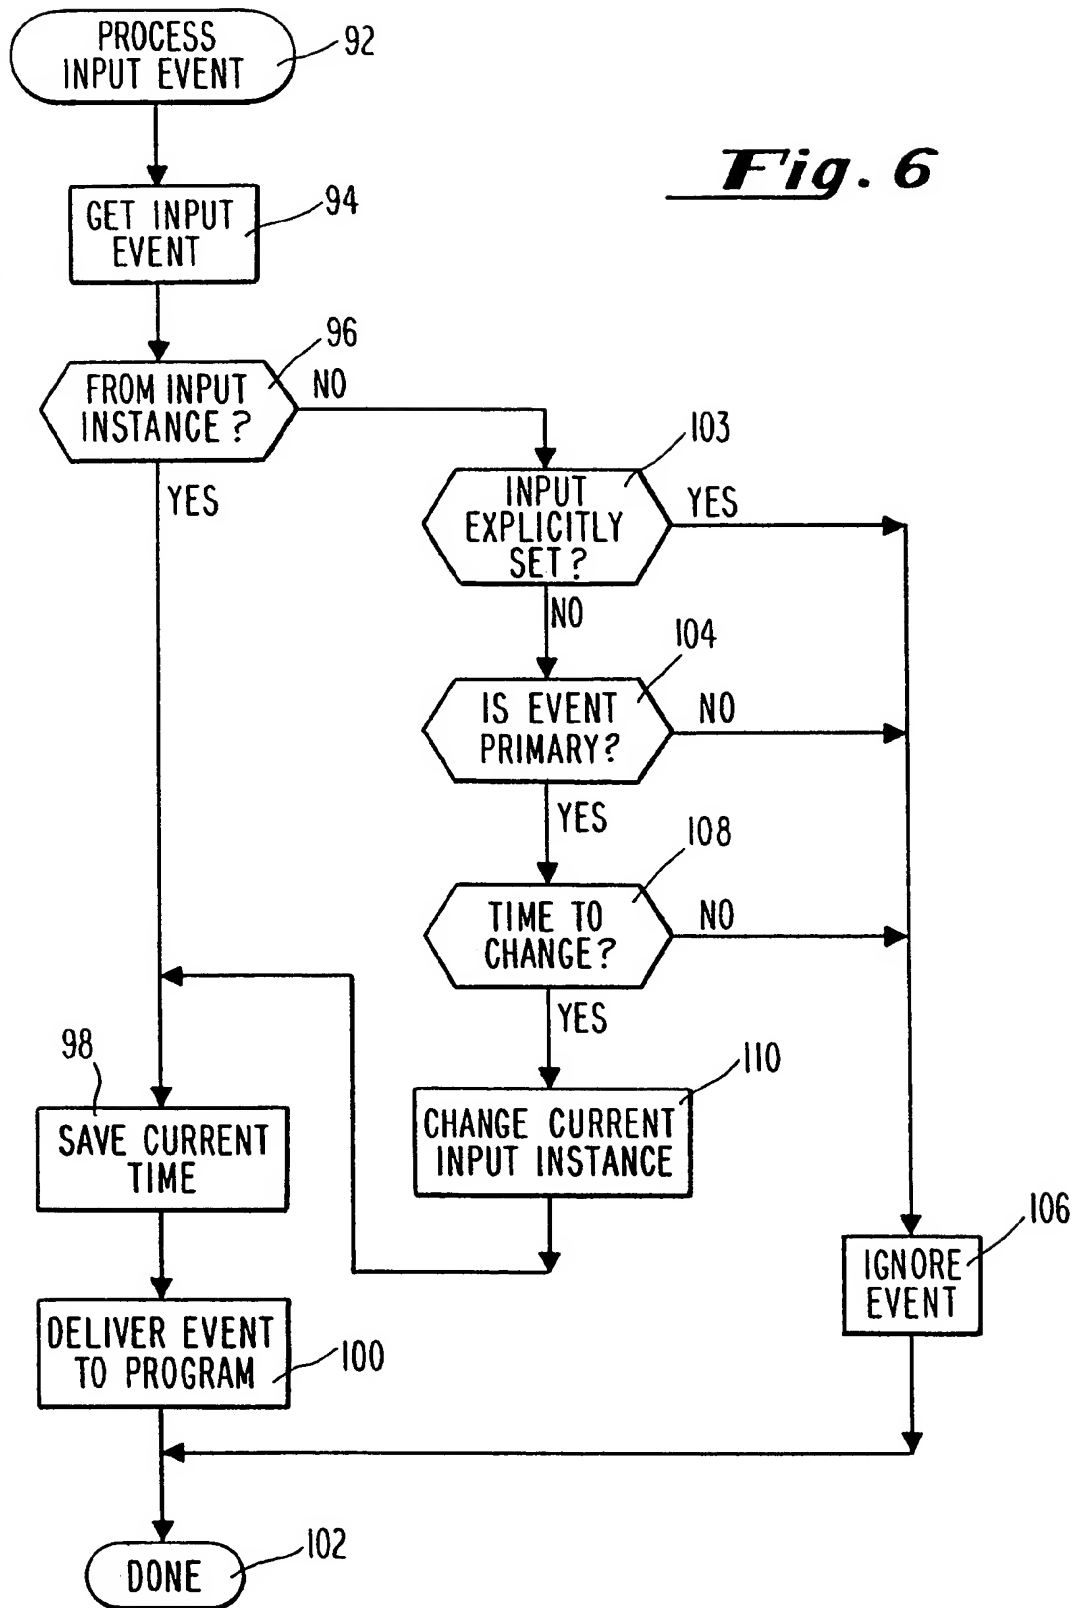 PROCESS
INPUT EVENT
92
Fig. 6
GET INPUT
EVENT
94
96
FROM INPUT
INSTANCE?
NO
YES
103
INPUT
EXPLICITLY
SET?
YES
NO
104
IS EVENT
PRIMARY?
NO
YES
108
TIME TO
CHANGE?
NO
YES
98
SAVE CURRENT
TIME
110
CHANGE CURRENT
INPUT INSTANCE
106
IGNORE
EVENT
DELIVER EVENT
TO PROGRAM
100
DONE
102